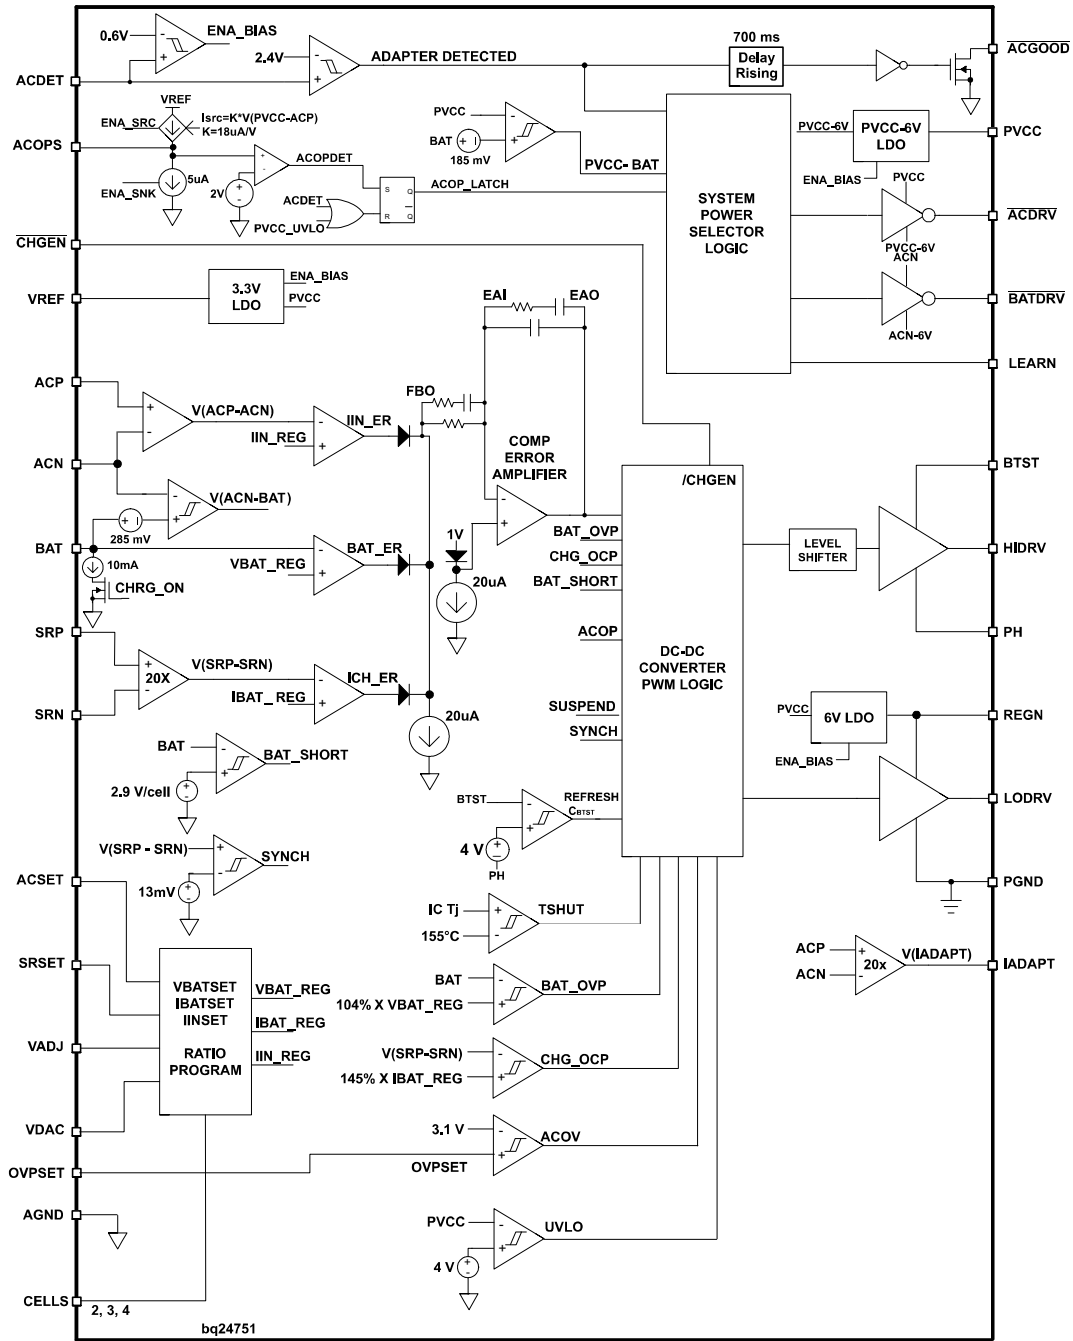 ENA_BIAS
0.6V
2.4V
ADAPTER DETECTED
700 ms
Delay
Rising
ACGOOD
ACDET
VREF
ENA_SRC
Isrc=K*V(PVCC-ACP)
K=18uA/V
ACOPS
5uA
ENA_SNK
2V
ACOPDET
ACDET
PVCC_UVLO
S
Q
R
Q
ACOP_LATCH
PVCC
BAT
185 mV
PVCC-BAT
SYSTEM
POWER
SELECTOR
LOGIC
PVCC-6V
PVCC-6V
LDO
ENA_BIAS
PVCC
PVCC
ACDRV
PVCC-6V
ACN
BATDRV
ACN-6V
LEARN
CHGEN
VREF
3.3V
LDO
ENA_BIAS
PVCC
EAI
EAO
FBO
COMP
ERROR
AMPLIFIER
ACP
V(ACP-ACN)
IIN_REG
IIN_ER
ACN
V(ACN-BAT)
285 mV
BAT
10mA
CHRG_ON
VBAT_REG
BAT_ER
1V
20uA
SRP
20X
V(SRP-SRN)
IBAT_REG
ICH_ER
SRN
20uA
/CHGEN
BAT_OVP
CHG_OCP
BAT_SHORT
ACOP
DC-DC
CONVERTER
PWM LOGIC
SUSPEND
SYNCH
LEVEL
SHIFTER
BTST
HIDRV
PH
PVCC
6V LDO
ENA_BIAS
REGN
LODRV
PGND
BAT
BAT_SHORT
2.9 V/cell
BTST
REFRESH
CBTST
4 V
PH
V(SRP - SRN)
SYNCH
13mV
ACSET
IC Tj
155°C
TSHUT
ACP
ACN
20x
V(IADAPT)
IADAPT
SRSET
VBATSET
IBATSET
IINSET
RATIO
PROGRAM
VBAT_REG
IBAT_REG
IIN_REG
BAT
104% X VBAT_REG
BAT_OVP
VADJ
V(SRP-SRN)
145% X IBAT_REG
CHG_OCP
VDAC
3.1 V
ACOV
OVPSET
OVPSET
AGND
PVCC
UVLO
4 V
CELLS
2, 3, 4
bq24751